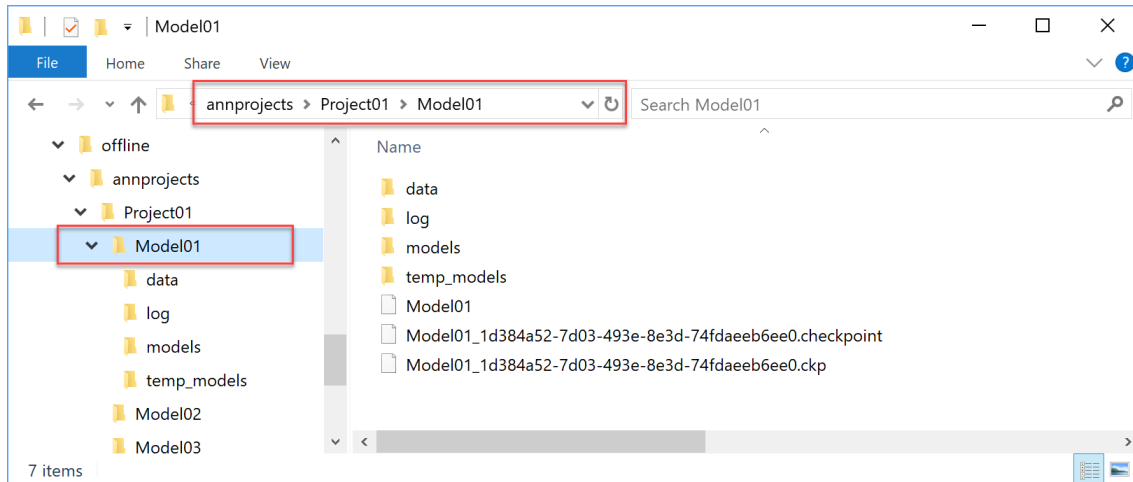 Model01
File Home Share View
?
annprojects Project01 Model01 Search Model01
offline
annprojects
Project01
Model01
data
log
models
temp_models
Model02
Model03
Name
data
log
models
temp_models
Model01
Model01_1d384a52-7d03-493e-8e3d-74fdaeeb6ee0.checkpoint
Model01_1d384a52-7d03-493e-8e3d-74fdaeeb6ee0.ckp
7 items